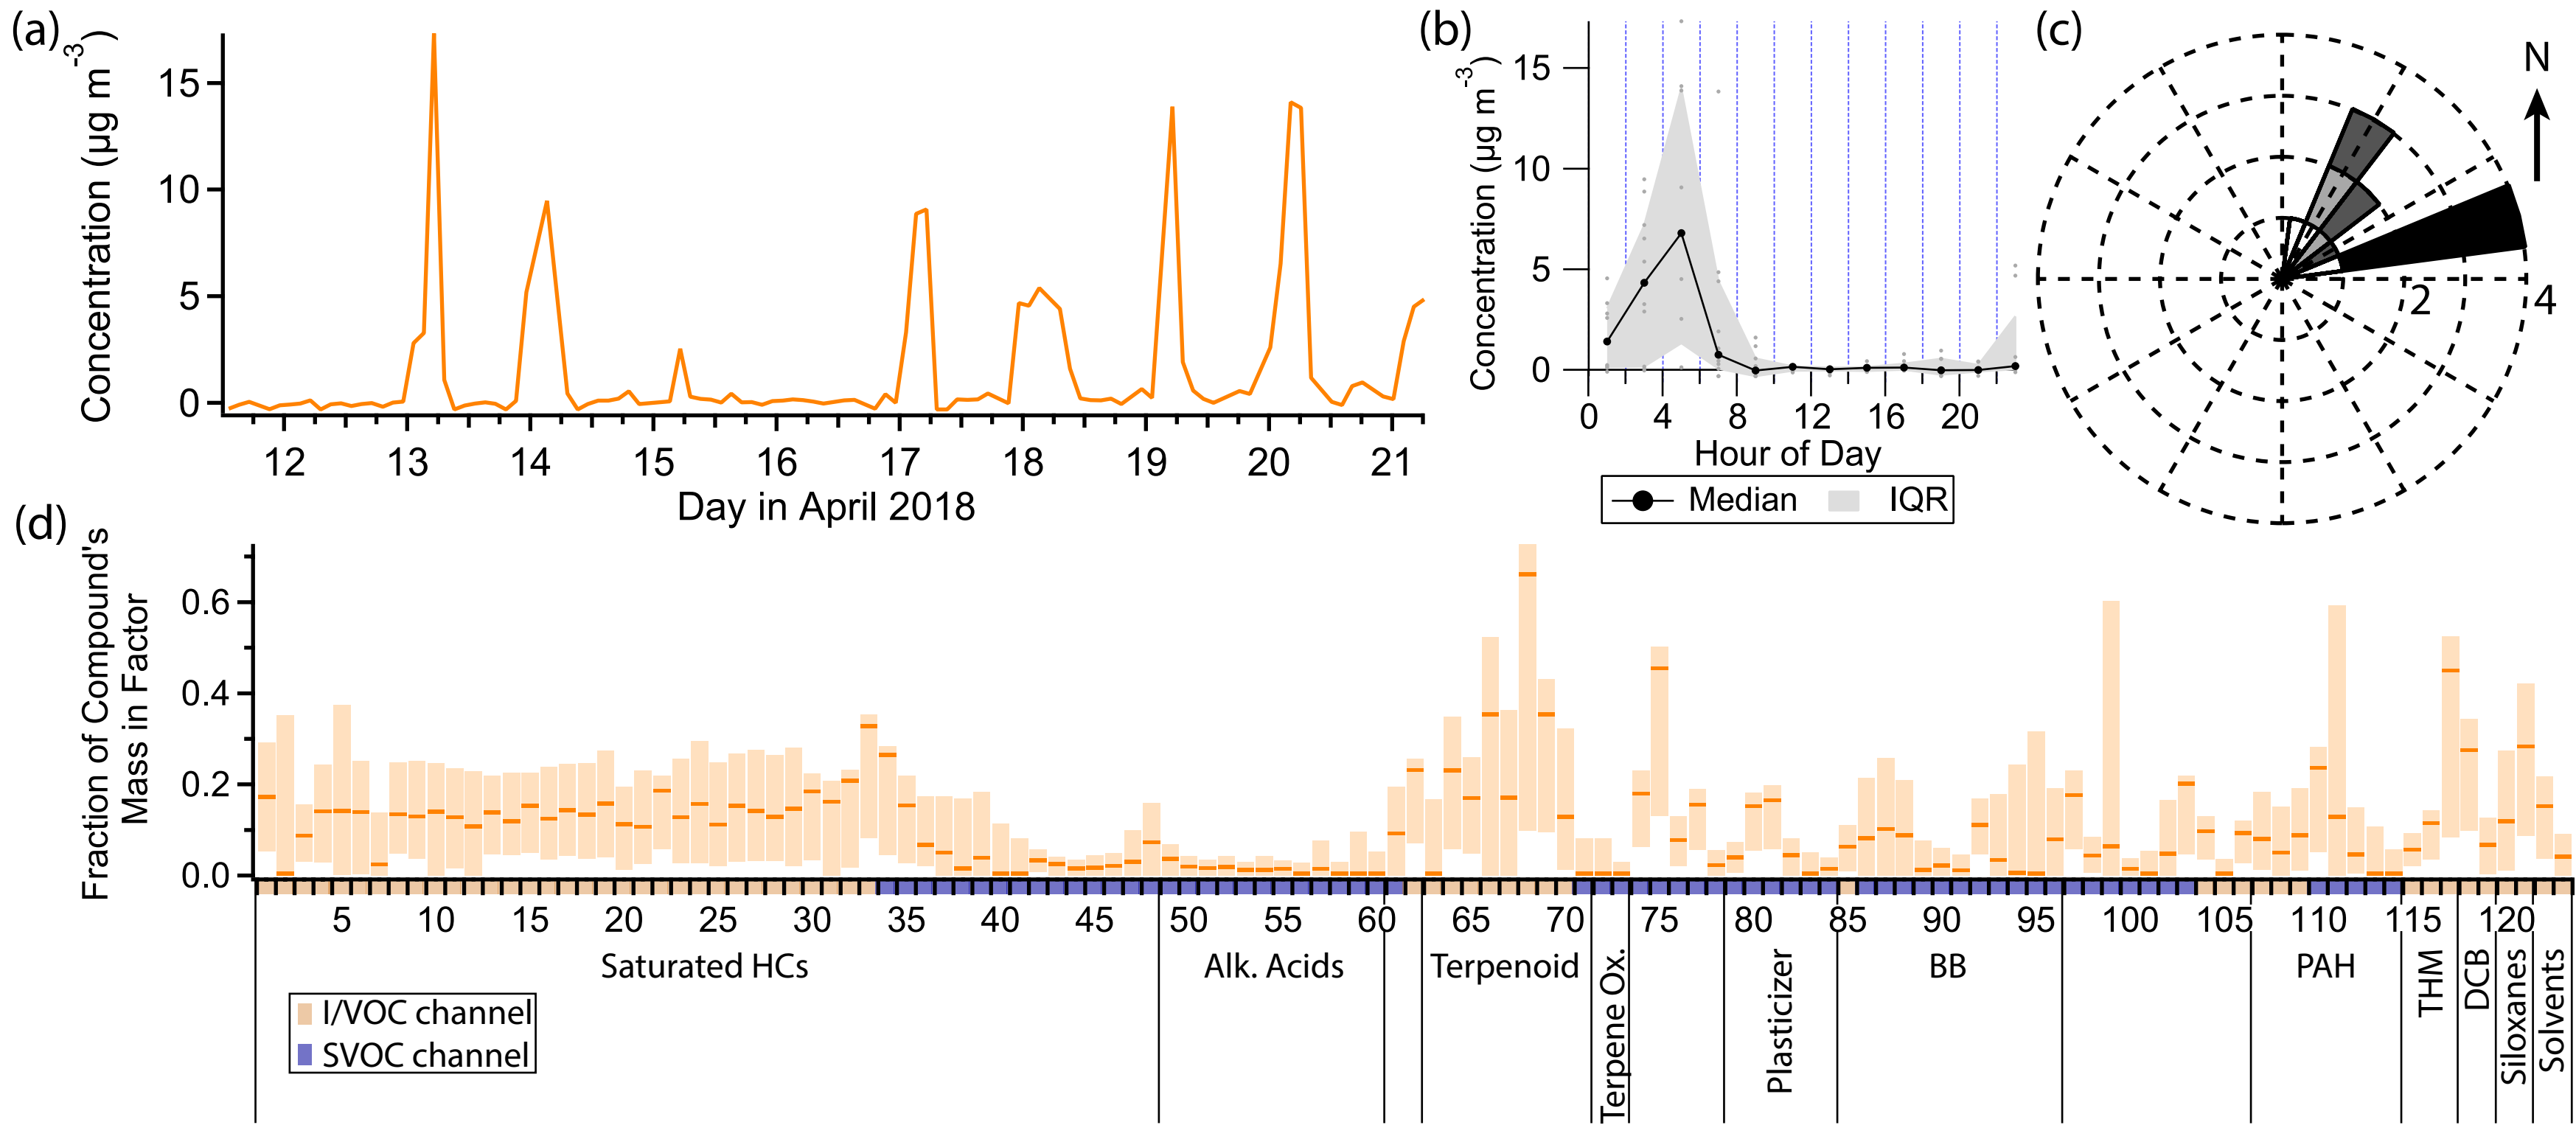 (a)
Concentration (µg m⁻³)
15
10
5
0
12 13 14 15 16 17 18 19 20 21
Day in April 2018
(b)
Concentration (µg m⁻³)
15
10
5
0
0 4 8 12 16 20
Hour of Day
Median IQR
(c)
N
2 4
(d)
Fraction of Compound's
Mass in Factor
0.6
0.4
0.2
0.0
5 10 15 20 25 30 35 40 45 50 55 60 65 70 75 80 85 90 95 100 105 110 115 120
Saturated HCs
Alk. Acids
Terpenoid
Terpene Ox.
Plasticizer
BB
PAH
THM
DCB
Siloxanes
Solvents
I/VOC channel
SVOC channel